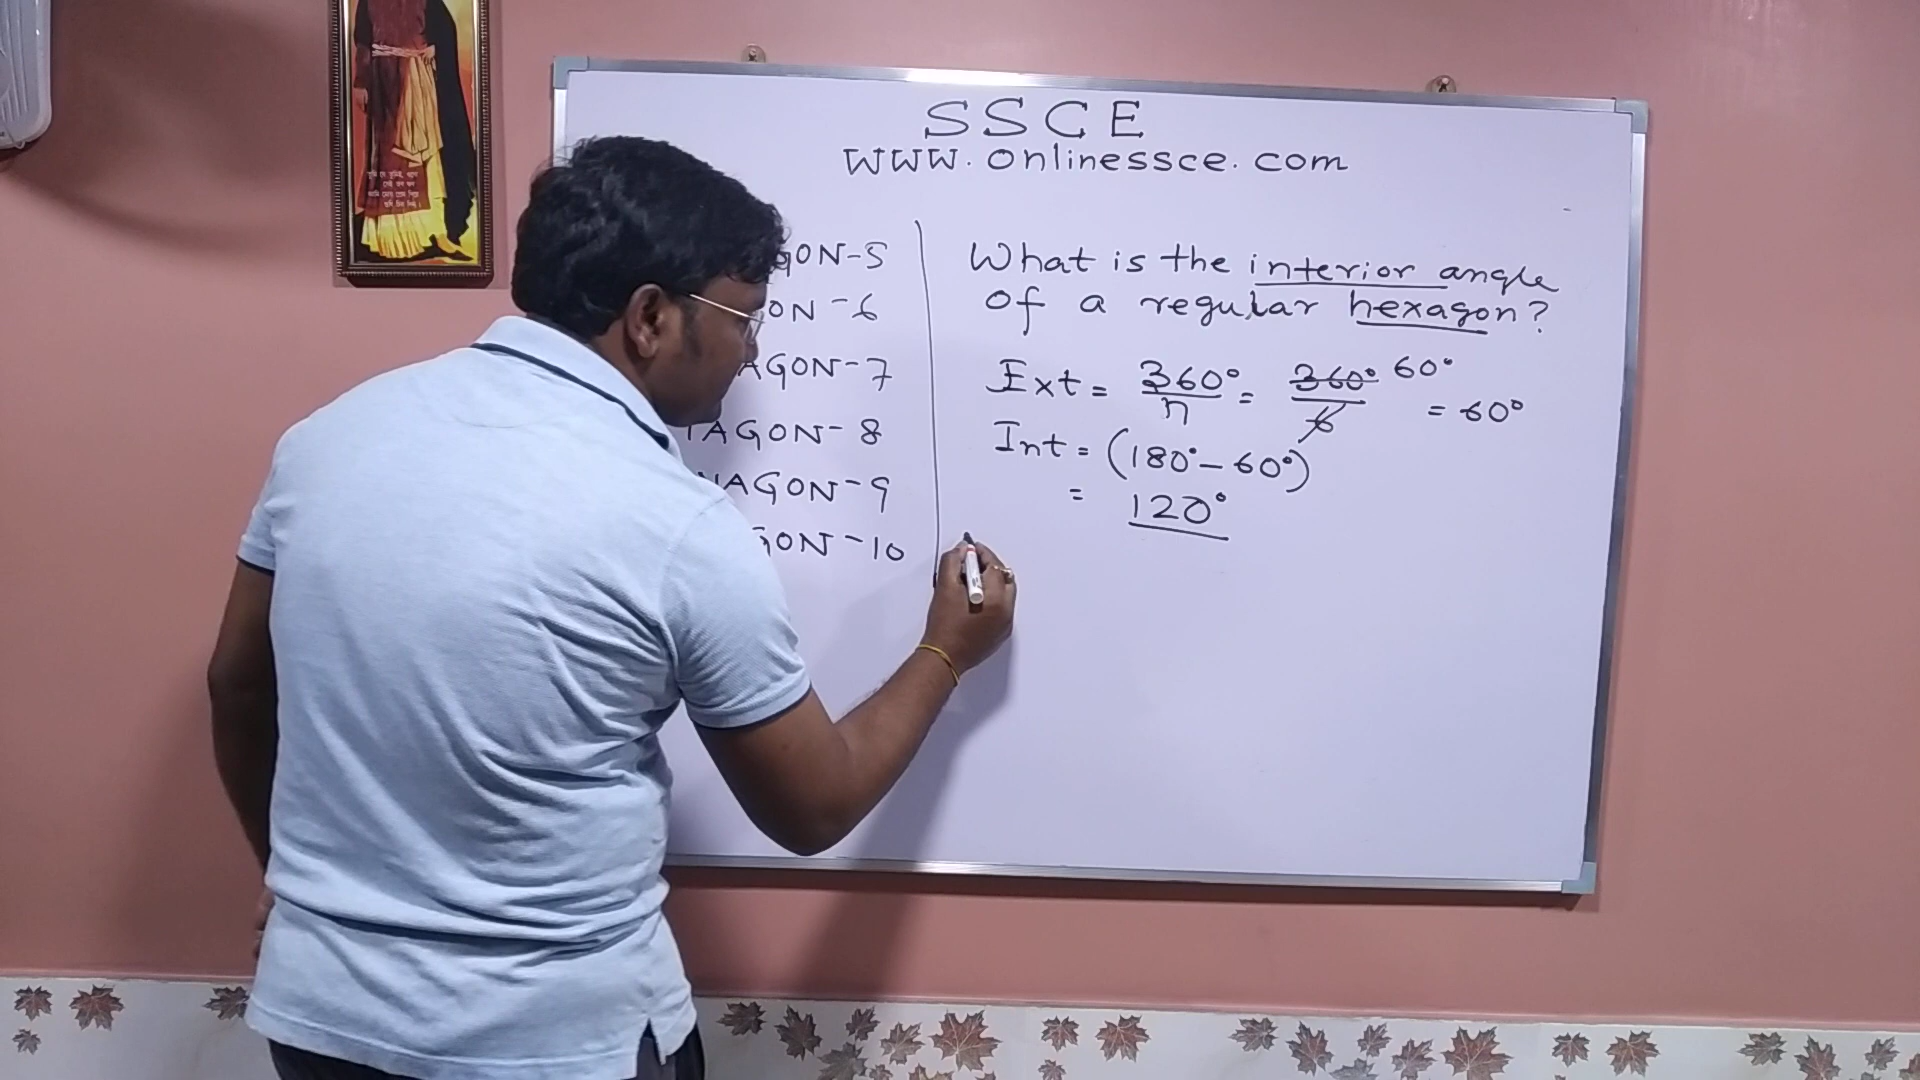 SSCE
www.onlinessce.com
GON-5
ON-6
AGON-7
TAGON-8
NAGON-9
GON-10
What is the interior angle
of a regular hexagon?
Ext = 360°/n = 360°/6 60° = 60°
Int = (180° - 60°)
= 120°